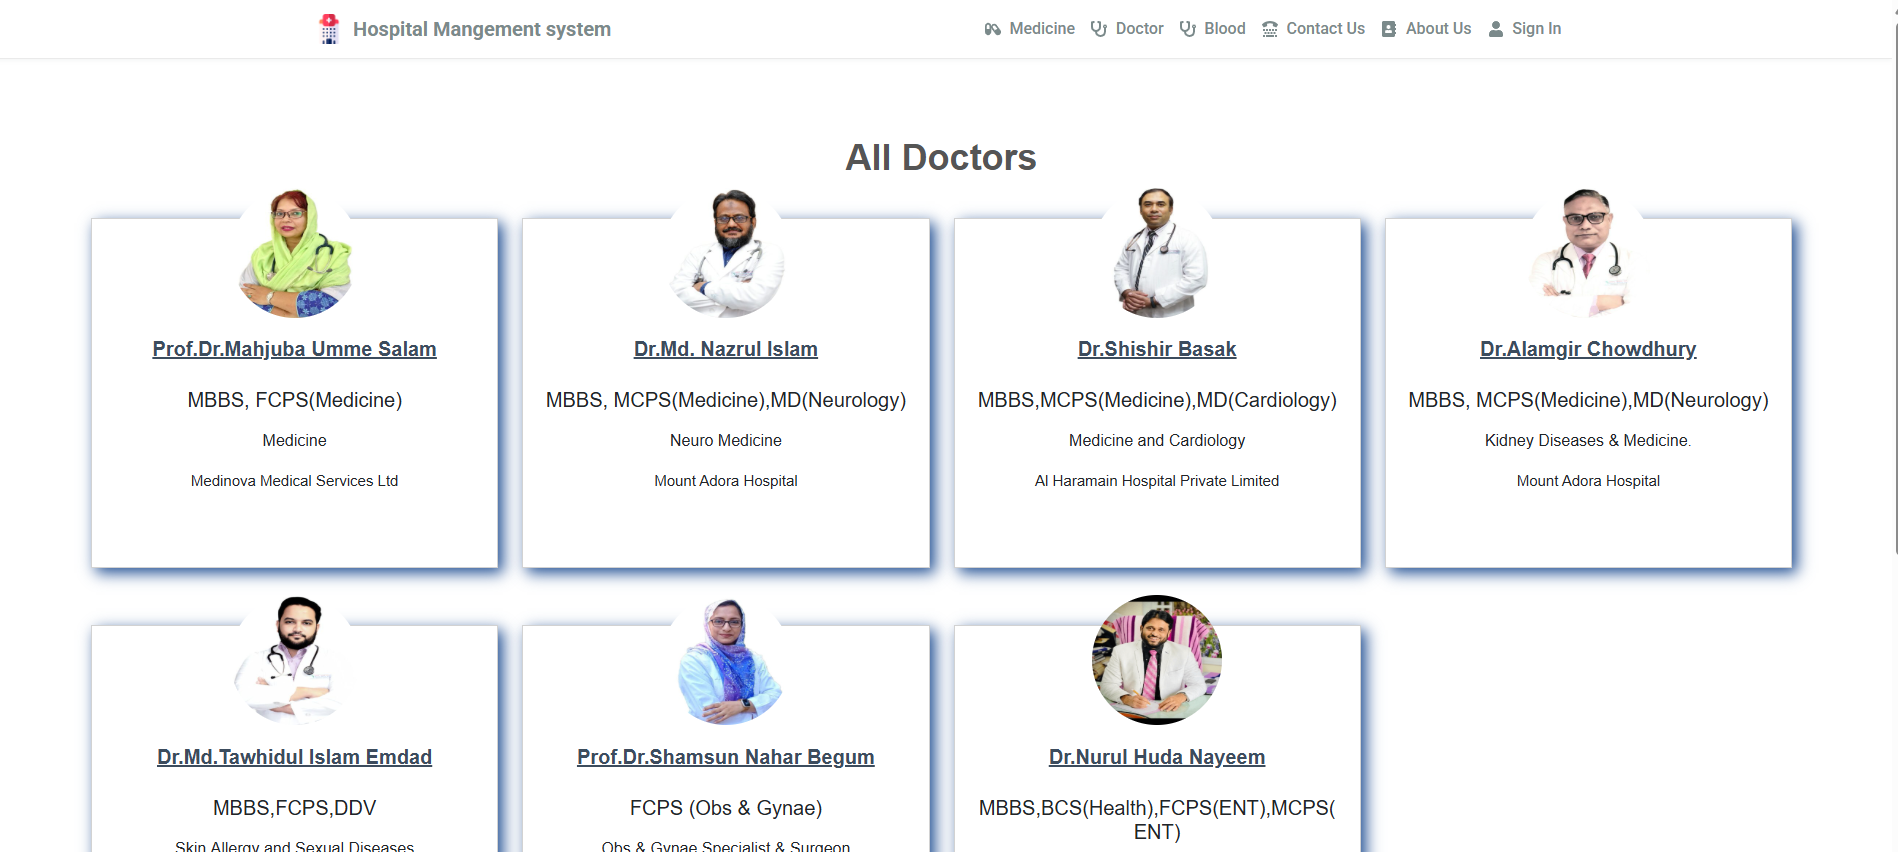 Hospital Mangement system
Medicine
Doctor
Blood
Contact Us
About Us
Sign In
All Doctors
Prof.Dr.Mahjuba Umme Salam
MBBS, FCPS(Medicine)
Medicine
Medinova Medical Services Ltd
Dr.Md. Nazrul Islam
MBBS, MCPS(Medicine),MD(Neurology)
Neuro Medicine
Mount Adora Hospital
Dr.Shishir Basak
MBBS,MCPS(Medicine),MD(Cardiology)
Medicine and Cardiology
Al Haramain Hospital Private Limited
Dr.Alamgir Chowdhury
MBBS, MCPS(Medicine),MD(Neurology)
Kidney Diseases & Medicine.
Mount Adora Hospital
Dr.Md.Tawhidul Islam Emdad
MBBS,FCPS,DDV
Skin Allergy and Sexual Diseases
Prof.Dr.Shamsun Nahar Begum
FCPS (Obs & Gynae)
Obs & Gynae Specialist & Surgeon
Dr.Nurul Huda Nayeem
MBBS,BCS(Health),FCPS(ENT),MCPS(
ENT)